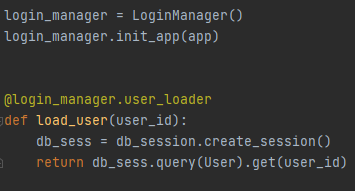 login_manager = LoginManager()
login_manager.init_app(app)
@login_manager.user_loader
def load_user(user_id):
    db_sess = db_session.create_session()
    return db_sess.query(User).get(user_id)